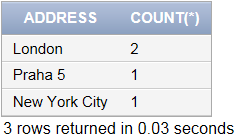 ADDRESS COUNT(*)
London 2
Praha 5 1
New York City 1
3 rows returned in 0.03 seconds